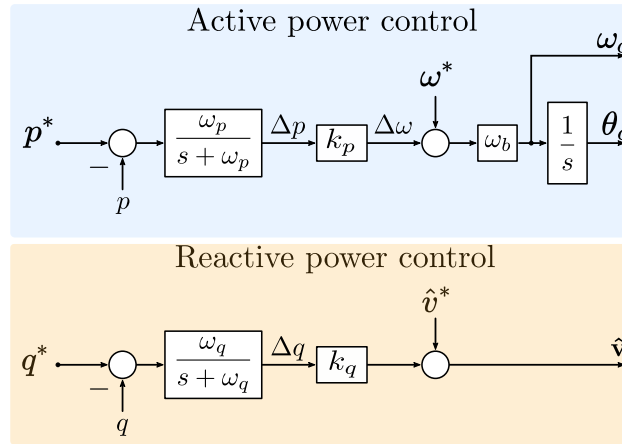 Active power control
ω
ω*
p*
ω_p
s + ω_p
Δp
k_p
Δω
ω_b
1
s
θ
−
p
Reactive power control
v̂*
q*
ω_q
s + ω_q
Δq
k_q
v̂
−
q